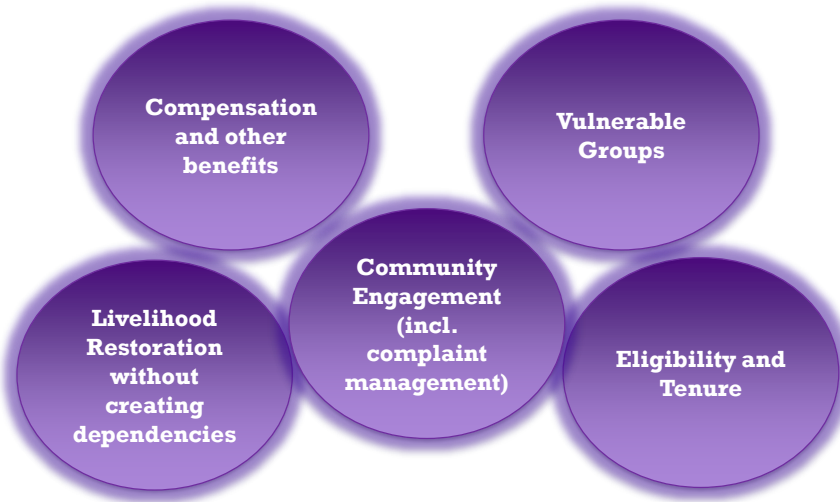 Compensation
and other
benefits
Vulnerable
Groups
Community
Engagement
(incl.
complaint
management)
Livelihood
Restoration
without
creating
dependencies
Eligibility and
Tenure